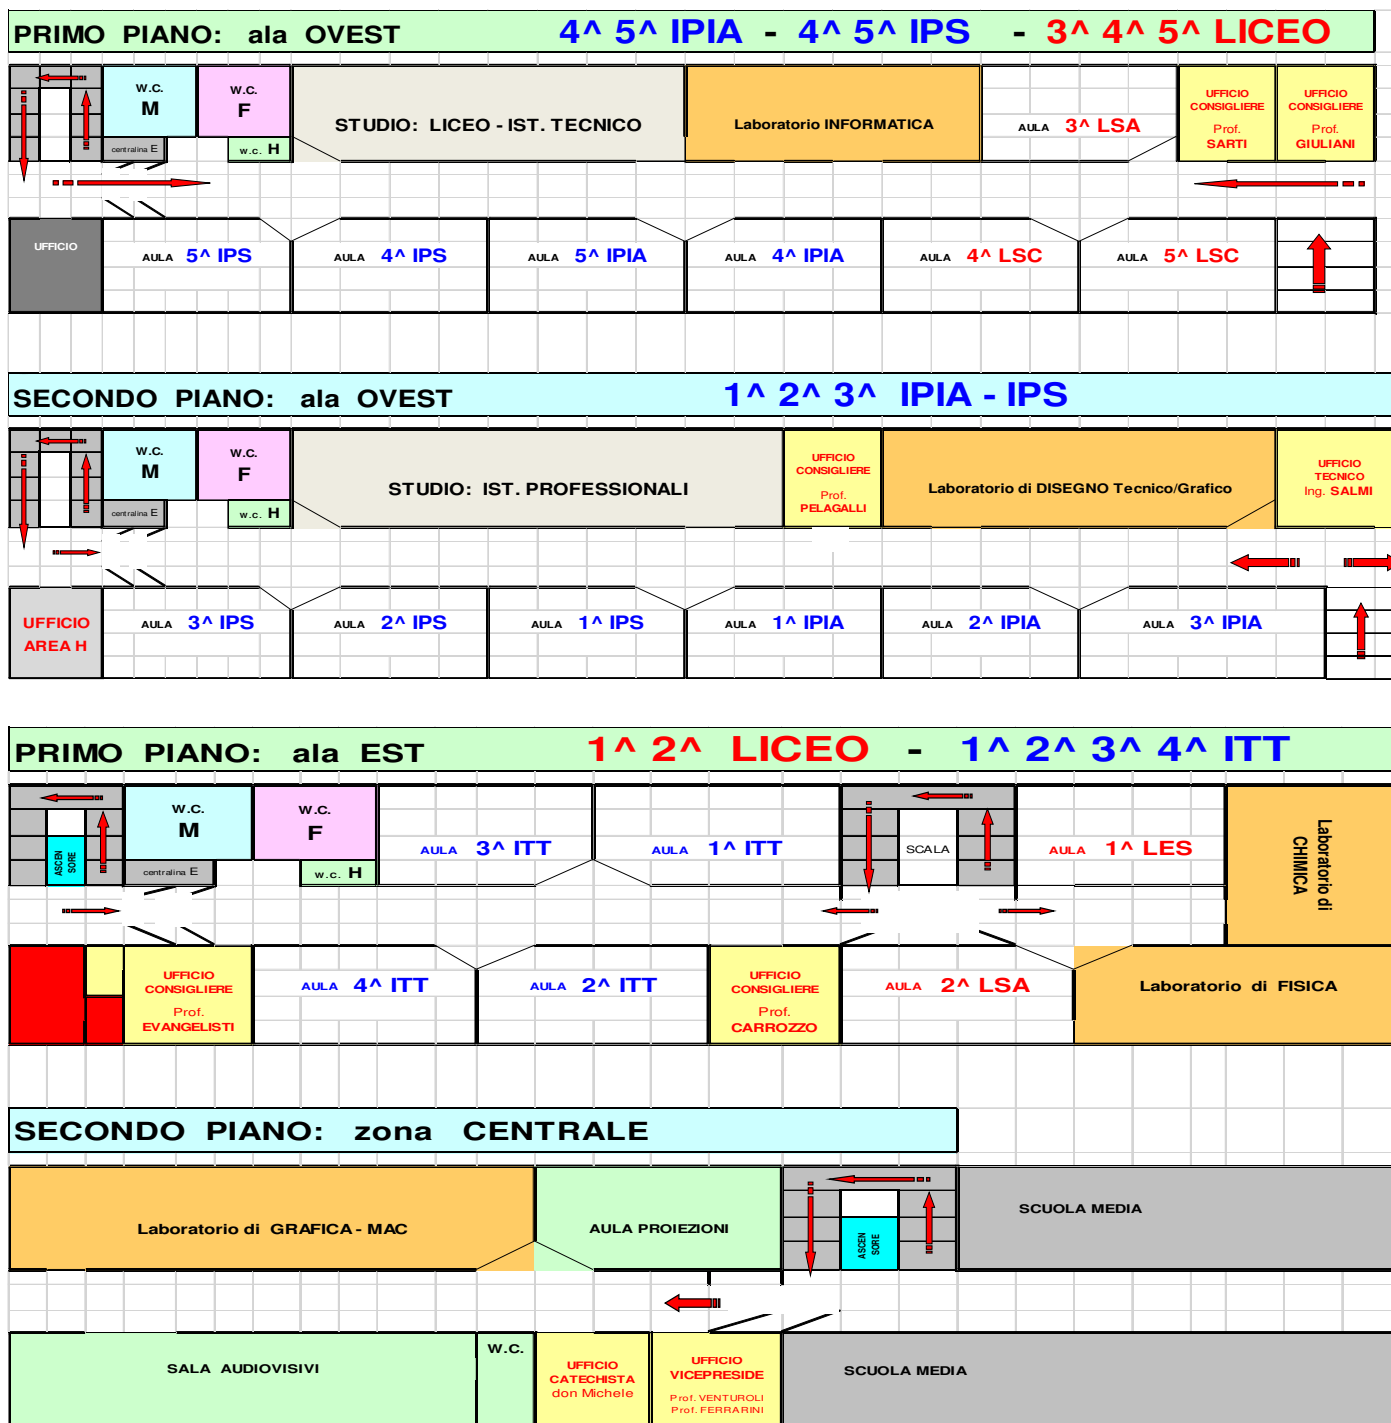 PRIMO PIANO: ala OVEST 4^ 5^ IPIA - 4^ 5^ IPS - 3^ 4^ 5^ LICEO
W.C.
M
W.C.
F
centralina E
W.C. H
STUDIO: LICEO - IST. TECNICO
Laboratorio INFORMATICA
AULA 3^ LSA
UFFICIO
CONSIGLIERE
Prof.
SARTI
UFFICIO
CONSIGLIERE
Prof.
GIULIANI
UFFICIO
AULA 5^ IPS
AULA 4^ IPS
AULA 5^ IPIA
AULA 4^ IPIA
AULA 4^ LSC
AULA 5^ LSC
SECONDO PIANO: ala OVEST 1^ 2^ 3^ IPIA - IPS
W.C.
M
W.C.
F
centralina E
W.C. H
STUDIO: IST. PROFESSIONALI
UFFICIO
CONSIGLIERE
Prof.
PELAGALLI
Laboratorio di DISEGNO Tecnico/Grafico
UFFICIO
TECNICO
Ing. SALMI
UFFICIO
AREA H
AULA 3^ IPS
AULA 2^ IPS
AULA 1^ IPS
AULA 1^ IPIA
AULA 2^ IPIA
AULA 3^ IPIA
PRIMO PIANO: ala EST 1^ 2^ LICEO - 1^ 2^ 3^ 4^ ITT
ASCEN
SORE
W.C.
M
W.C.
F
centralina E
W.C. H
AULA 3^ ITT
AULA 1^ ITT
SCALA
AULA 1^ LES
Laboratorio di
CHIMICA
UFFICIO
CONSIGLIERE
Prof.
EVANGELISTI
AULA 4^ ITT
AULA 2^ ITT
UFFICIO
CONSIGLIERE
Prof.
CARROZZO
AULA 2^ LSA
Laboratorio di FISICA
SECONDO PIANO: zona CENTRALE
Laboratorio di GRAFICA - MAC
AULA PROIEZIONI
ASCEN
SORE
SCUOLA MEDIA
SALA AUDIOVISIVI
W.C.
UFFICIO
CATECHISTA
don Michele
UFFICIO
VICEPRESIDE
Prof. VENTUROLI
Prof. FERRARINI
SCUOLA MEDIA